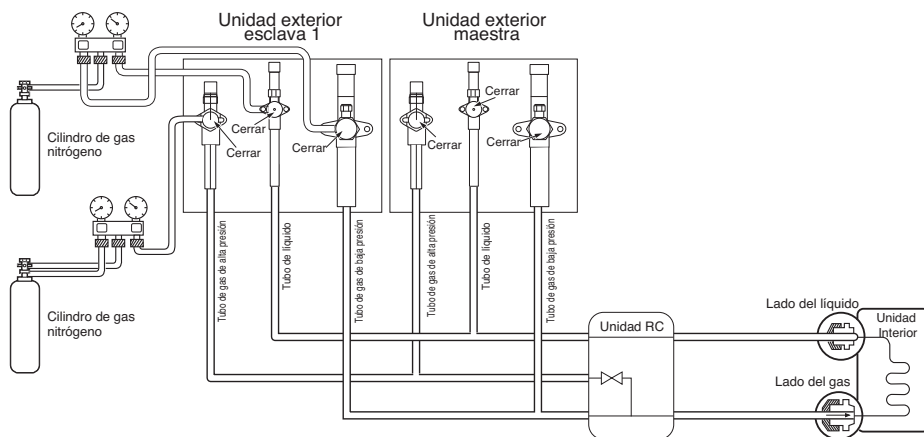 Unidad exterior
esclava 1
Unidad exterior
maestra
Cilindro de gas
nitrógeno
Cerrar
Cerrar
Cerrar
Cerrar
Cerrar
Cerrar
Cilindro de gas
nitrógeno
Tubo de gas de alta presión
Tubo de líquido
Tubo de gas de baja presión
Tubo de gas de alta presión
Tubo de líquido
Tubo de gas de baja presión
Unidad RC
Lado del líquido
Unidad
Interior
Lado del gas